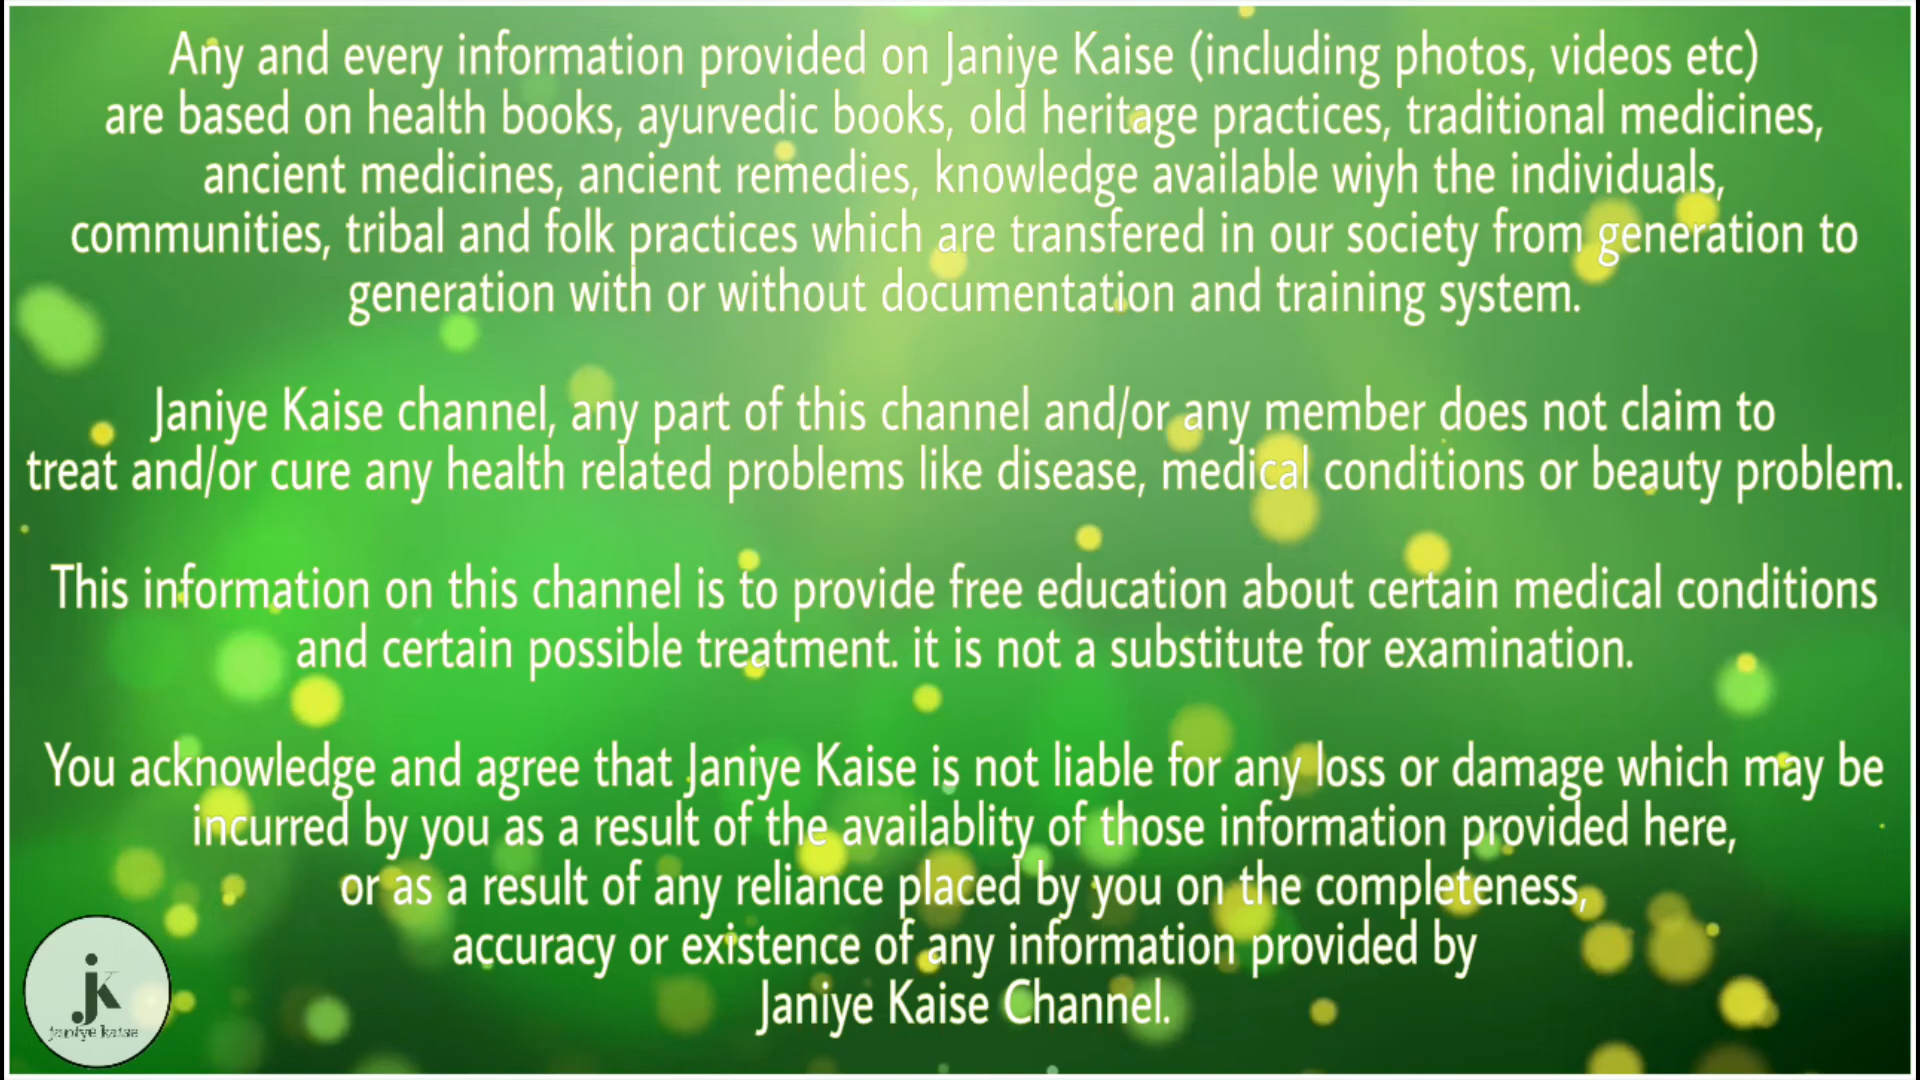 Any and every information provided on Janiye Kaise (including photos, videos etc)
are based on health books, ayurvedic books, old heritage practices, traditional medicines,
ancient medicines, ancient remedies, knowledge available wiyh the individuals,
communities, tribal and folk practices which are transfered in our society from generation to
generation with or without documentation and training system.
Janiye Kaise channel, any part of this channel and/or any member does not claim to
treat and/or cure any health related problems like disease, medical conditions or beauty problem.
This information on this channel is to provide free education about certain medical conditions
and certain possible treatment. it is not a substitute for examination.
You acknowledge and agree that Janiye Kaise is not liable for any loss or damage which may be
incurred by you as a result of the availablity of those information provided here,
or as a result of any reliance placed by you on the completeness,
accuracy or existence of any information provided by
Janiye Kaise Channel.
jk
janiye kaise